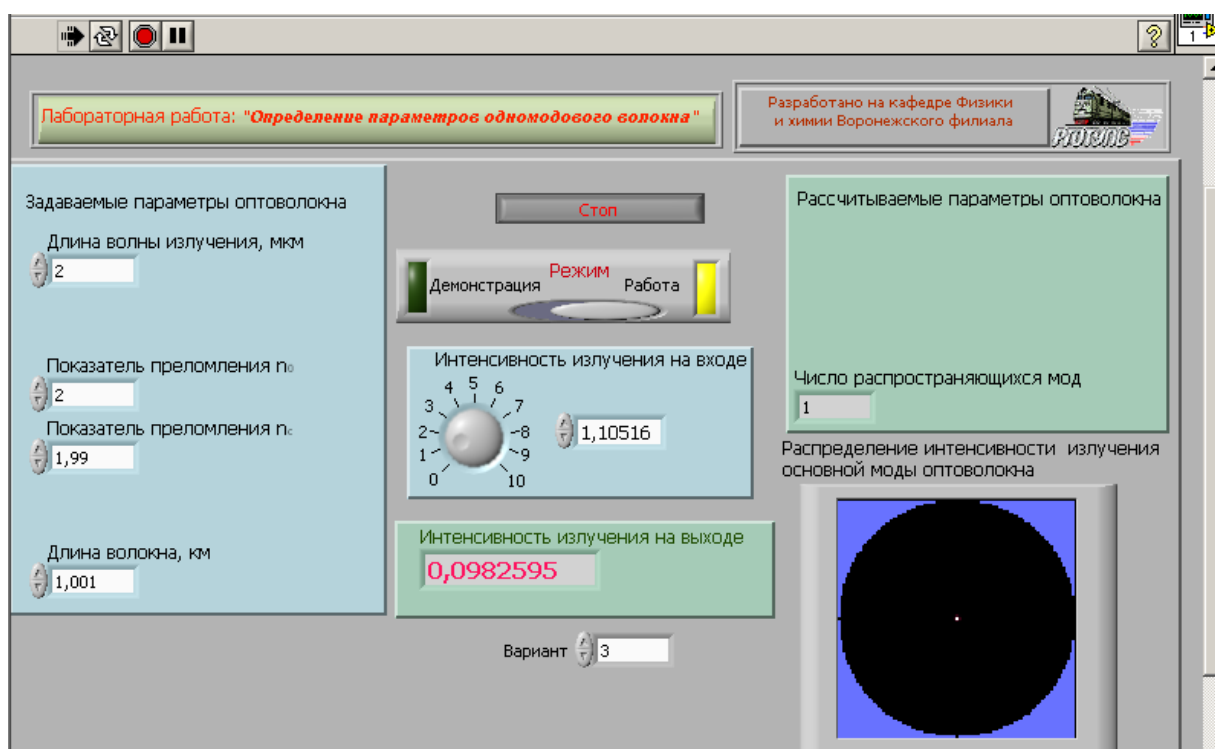 1
Лабораторная работа: "Определение параметров одномодового волокна"
Разработано на кафедре Физики
и химии Воронежского филиала
РГОТУПС
Задаваемые параметры оптоволокна
Длина волны излучения, мкм
2
Показатель преломления n₀
2
Показатель преломления nc
1,99
Длина волокна, км
1,001
Стоп
Режим
Демонстрация
Работа
Интенсивность излучения на входе
0 1 2 3 4 5 6 7 8 9 10
1,10516
Интенсивность излучения на выходе
0,0982595
Вариант 3
Рассчитываемые параметры оптоволокна
Число распространяющихся мод
1
Распределение интенсивности излучения
основной моды оптоволокна